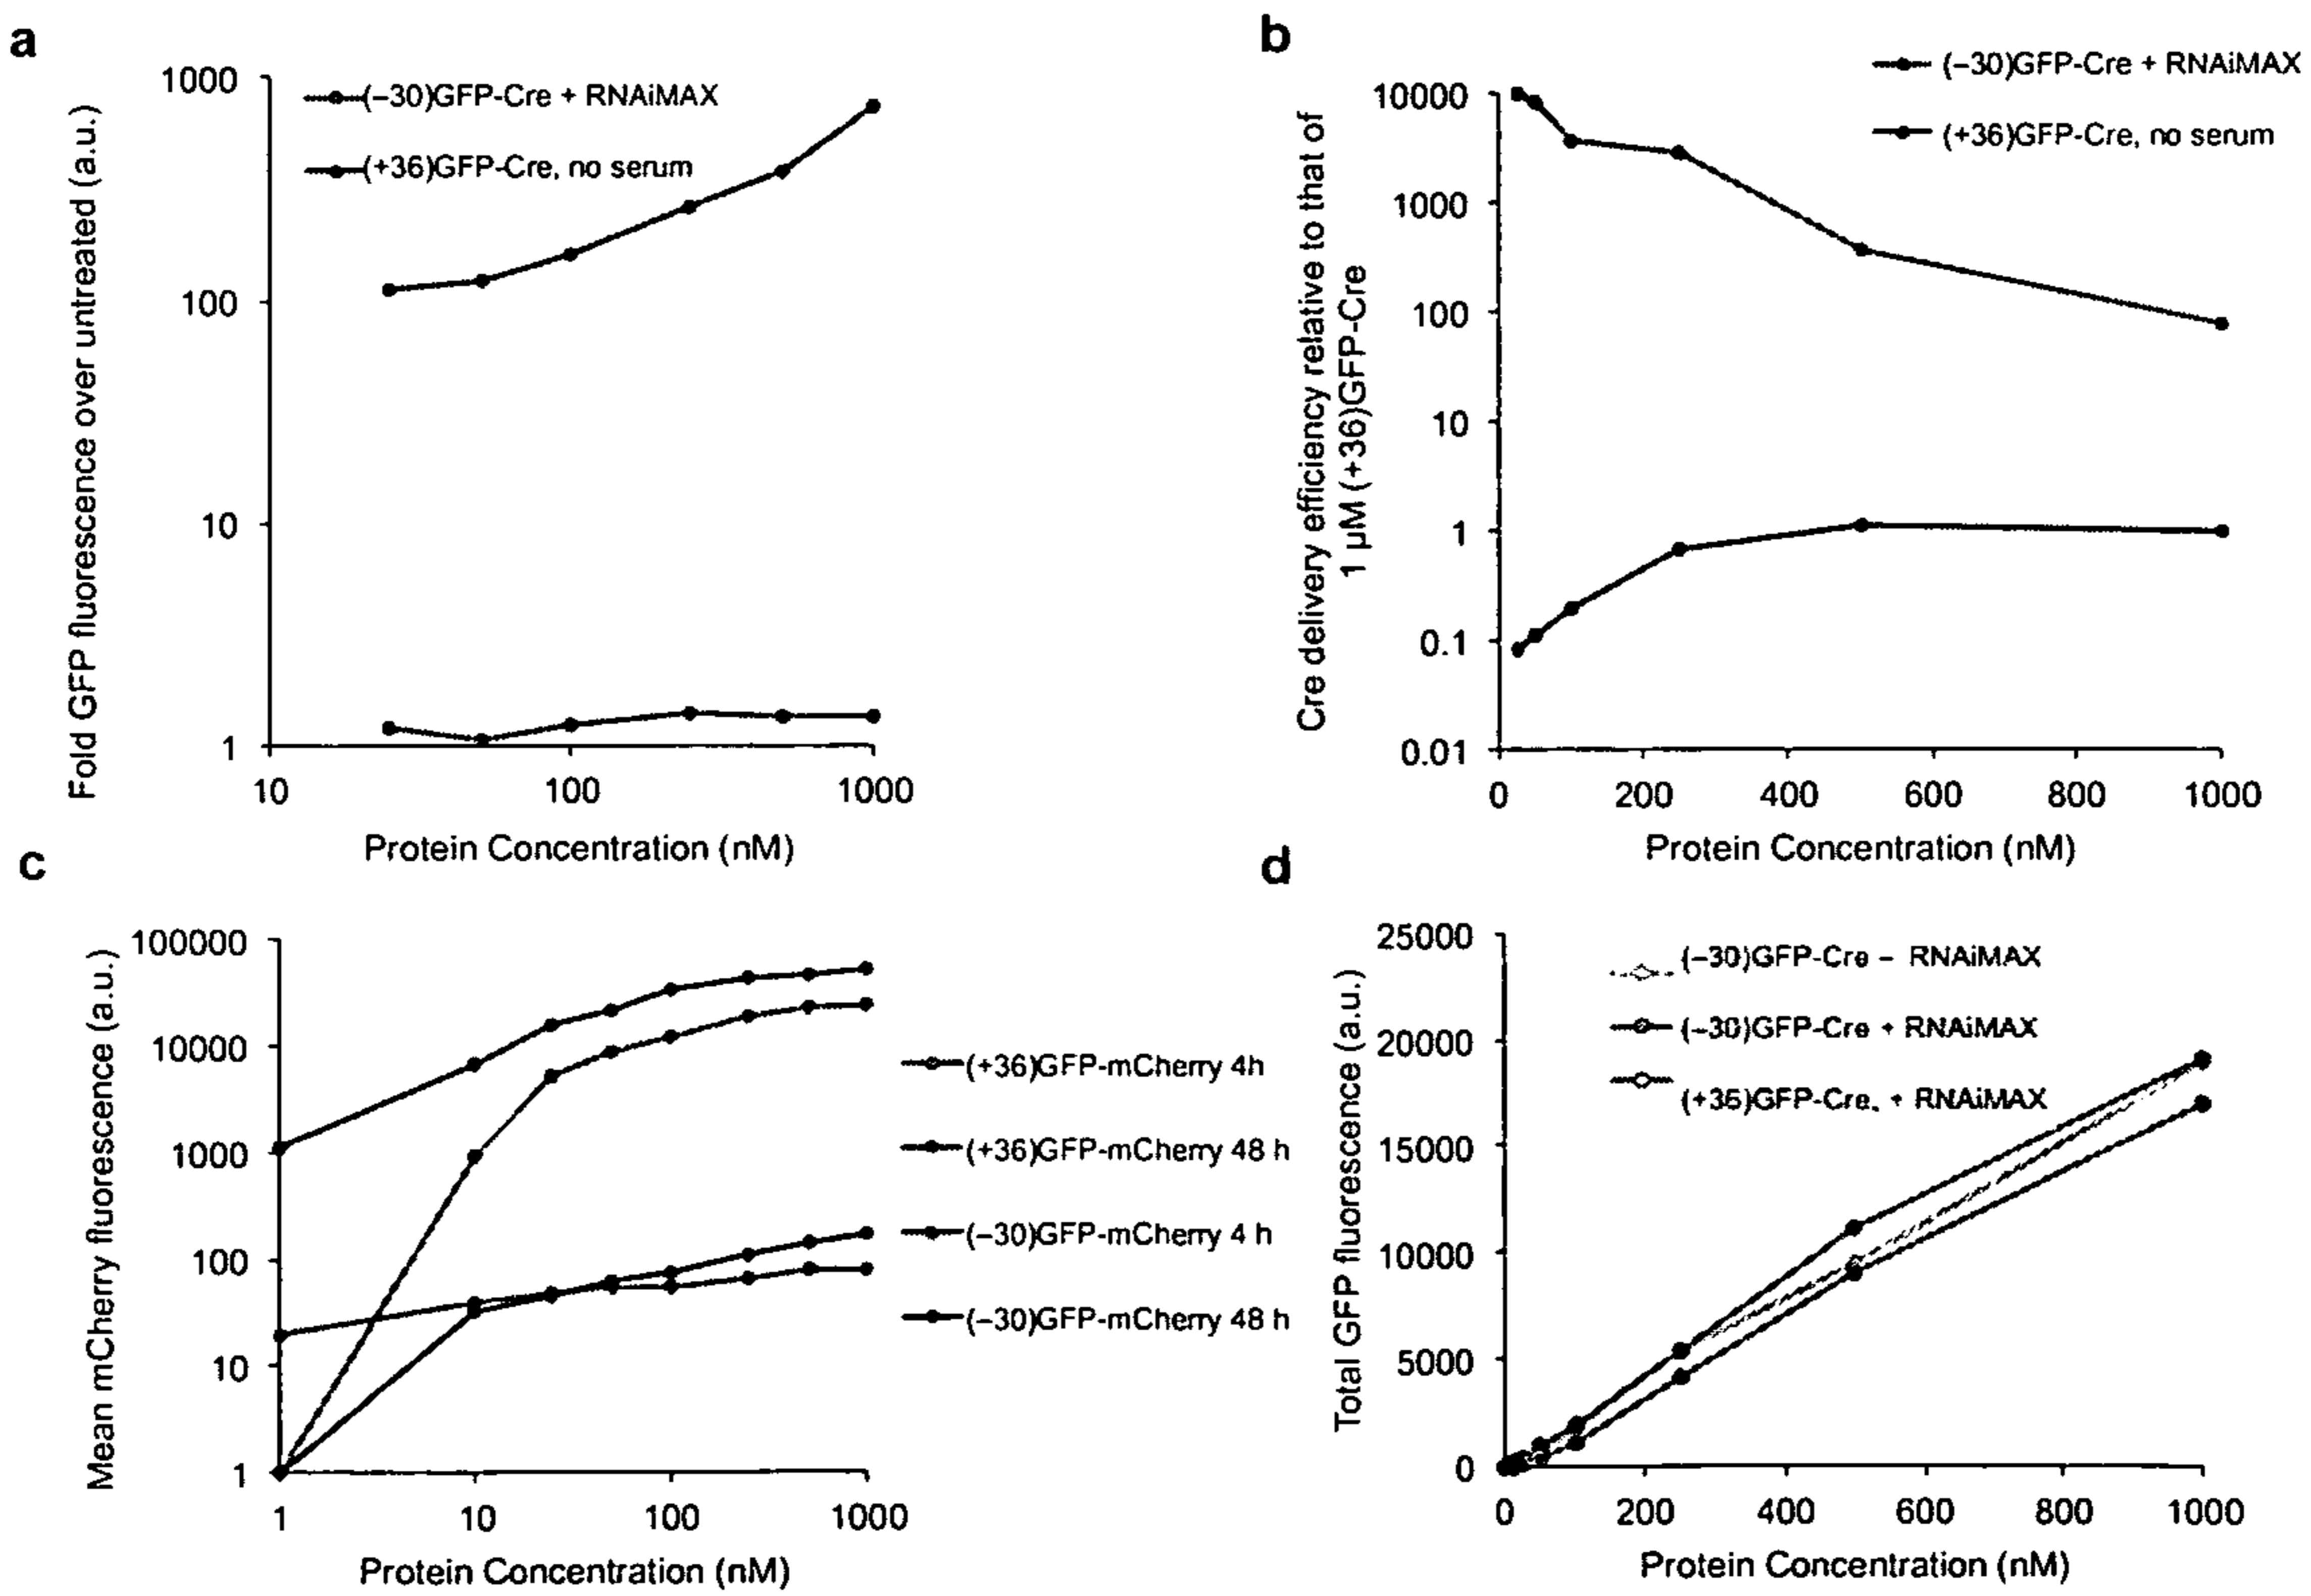 a
Fold GFP fluorescence over untreated (a.u.)
1000
100
10
1
(−30)GFP-Cre + RNAiMAX
(+36)GFP-Cre, no serum
10 100 1000
Protein Concentration (nM)
b
Cre delivery efficiency relative to that of
1 µM (+36)GFP-Cre
10000
1000
100
10
1
0.1
0.01
(−30)GFP-Cre + RNAiMAX
(+36)GFP-Cre, no serum
0 200 400 600 800 1000
Protein Concentration (nM)
c
Mean mCherry fluorescence (a.u.)
100000
10000
1000
100
10
1
(+36)GFP-mCherry 4h
(+36)GFP-mCherry 48 h
(−30)GFP-mCherry 4 h
(−30)GFP-mCherry 48 h
1 10 100 1000
Protein Concentration (nM)
d
Total GFP fluorescence (a.u.)
25000
20000
15000
10000
5000
0
(−30)GFP-Cre − RNAiMAX
(−30)GFP-Cre + RNAiMAX
(+36)GFP-Cre, + RNAiMAX
0 200 400 600 800 1000
Protein Concentration (nM)